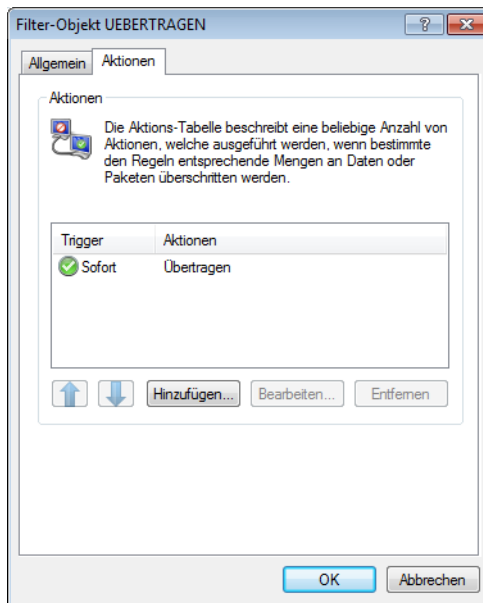 Filter-Objekt UEBERTRAGEN
Allgemein
Aktionen
Aktionen
Die Aktions-Tabelle beschreibt eine beliebige Anzahl von
Aktionen, welche ausgeführt werden, wenn bestimmte
den Regeln entsprechende Mengen an Daten oder
Paketen überschritten werden.
Trigger
Aktionen
Sofort
Übertragen
Hinzufügen...
Bearbeiten...
Entfernen
OK
Abbrechen